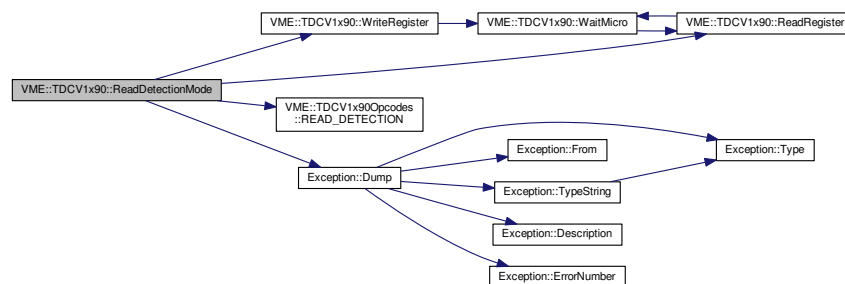 VME::TDCV1x90::WriteRegister
VME::TDCV1x90::WaitMicro
VME::TDCV1x90::ReadRegister
VME::TDCV1x90::ReadDetectionMode
VME::TDCV1x90Opcodes
::READ_DETECTION
Exception::From
Exception::Type
Exception::Dump
Exception::TypeString
Exception::Description
Exception::ErrorNumber